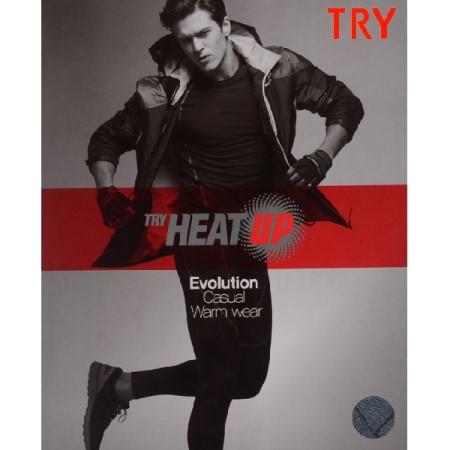 TRY
TRY HEAT UP
Evolution
Casual
Warm wear